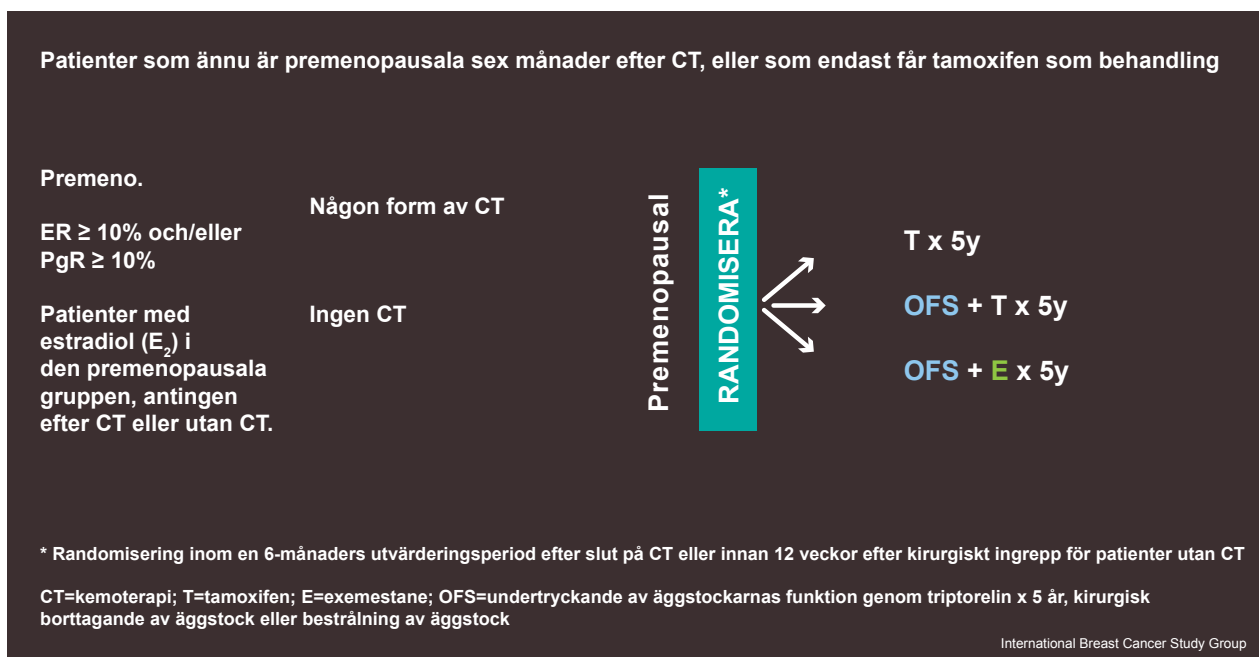 Patienter som ännu är premenopausala sex månader efter CT, eller som endast får tamoxifen som behandling
Premeno.
ER ≥ 10% och/eller
PgR ≥ 10%
Patienter med
estradiol (E₂) i
den premenopausala
gruppen, antingen
efter CT eller utan CT.
Någon form av CT
Ingen CT
Premenopausal
RANDOMISERA*
T x 5y
OFS + T x 5y
OFS + E x 5y
* Randomisering inom en 6-månaders utvärderingsperiod efter slut på CT eller innan 12 veckor efter kirurgiskt ingrepp för patienter utan CT
CT=kemoterapi; T=tamoxifen; E=exemestane; OFS=undertryckande av äggstockarnas funktion genom triptorelin x 5 år, kirurgisk
borttagande av äggstock eller bestrålning av äggstock
International Breast Cancer Study Group